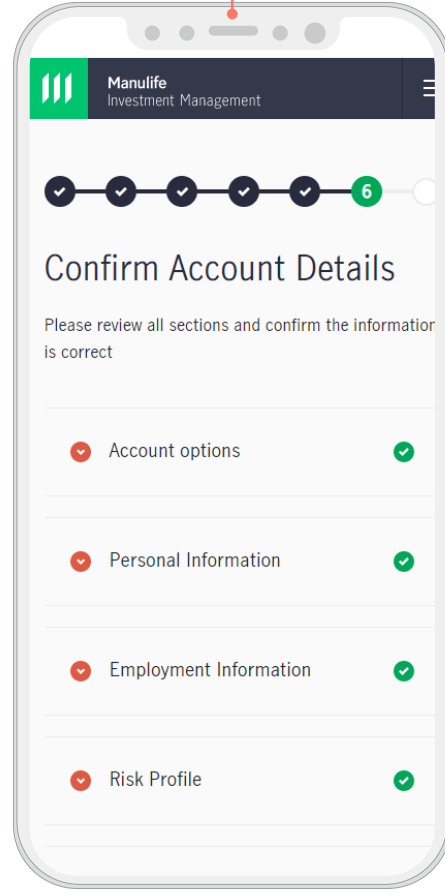 Manulife
Investment Management
6
Confirm Account Details
Please review all sections and confirm the information
is correct
Account options
Personal Information
Employment Information
Risk Profile